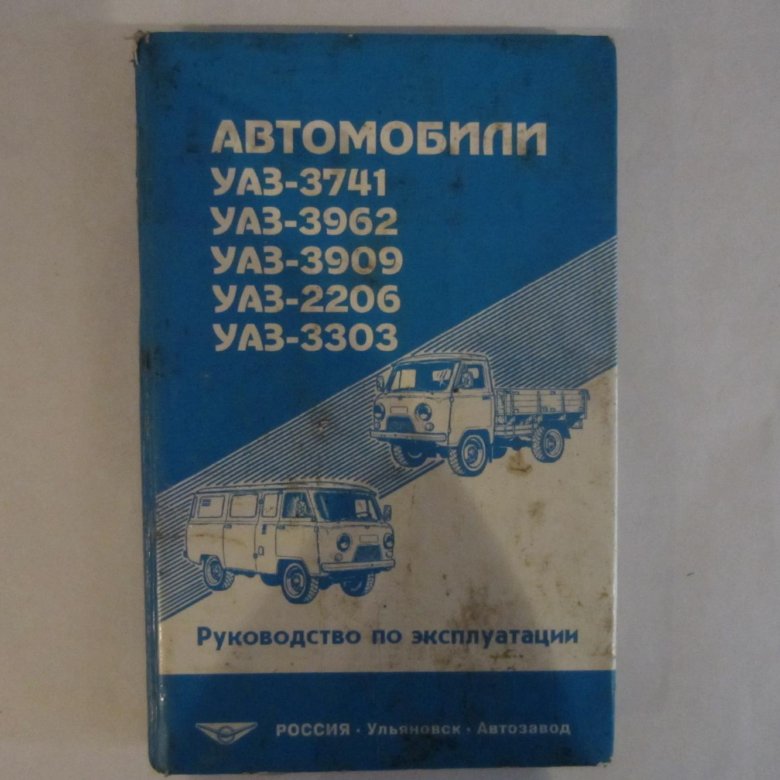 АВТОМОБИЛИ
УАЗ-3741
УАЗ-3962
УАЗ-3909
УАЗ-2206
УАЗ-3303
Руководство по эксплуатации
РОССИЯ · Ульяновск · Автозавод